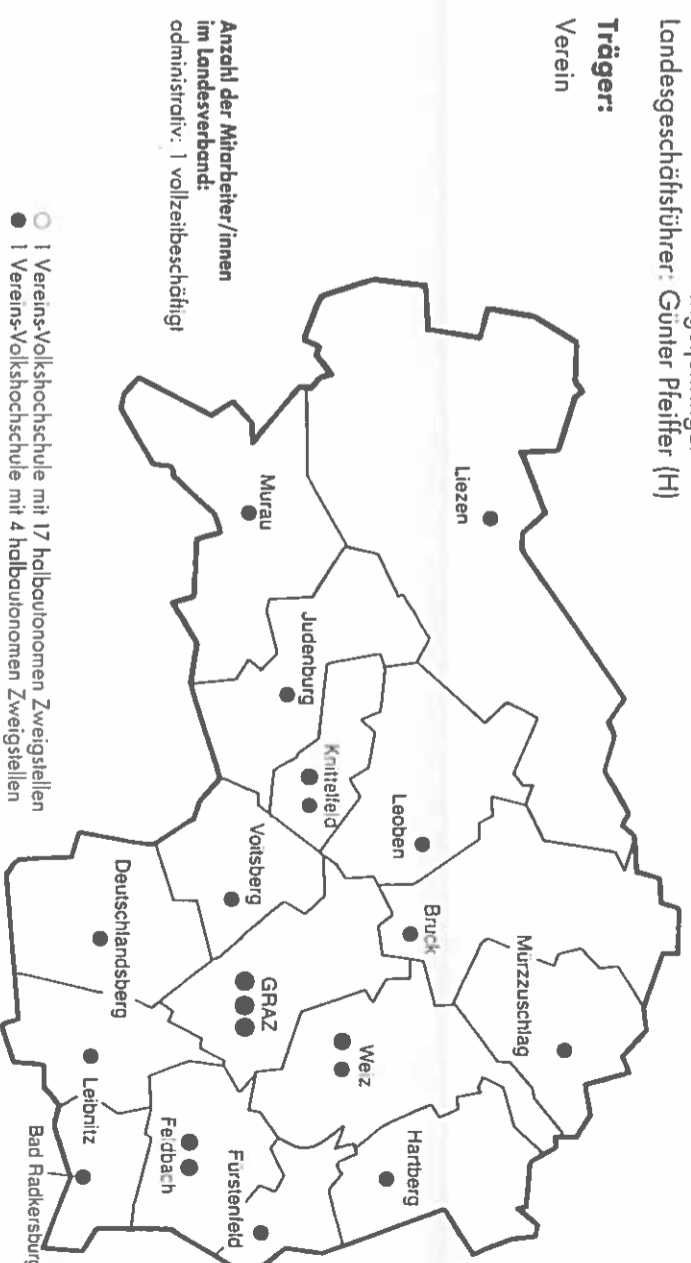 Landesgeschäftsführer: Günter Pfeiffer (H)
Träger:
Verein
Anzahl der Mitarbeiter/innen
im Landesverband:
administrativ: 1 vollzeitbeschäftigt
Liezen
Murau
Judenburg
Knittelfeld
Leoben
Bruck
Mürzzuschlag
Voitsberg
GRAZ
Weiz
Hartberg
Deutschlandsberg
Leibnitz
Feldbach
Fürstenfeld
Bad Radkersburg
1 Vereins-Volkshochschule mit 17 halbautonomen Zweigstellen
1 Vereins-Volkshochschule mit 4 halbautonomen Zweigstellen